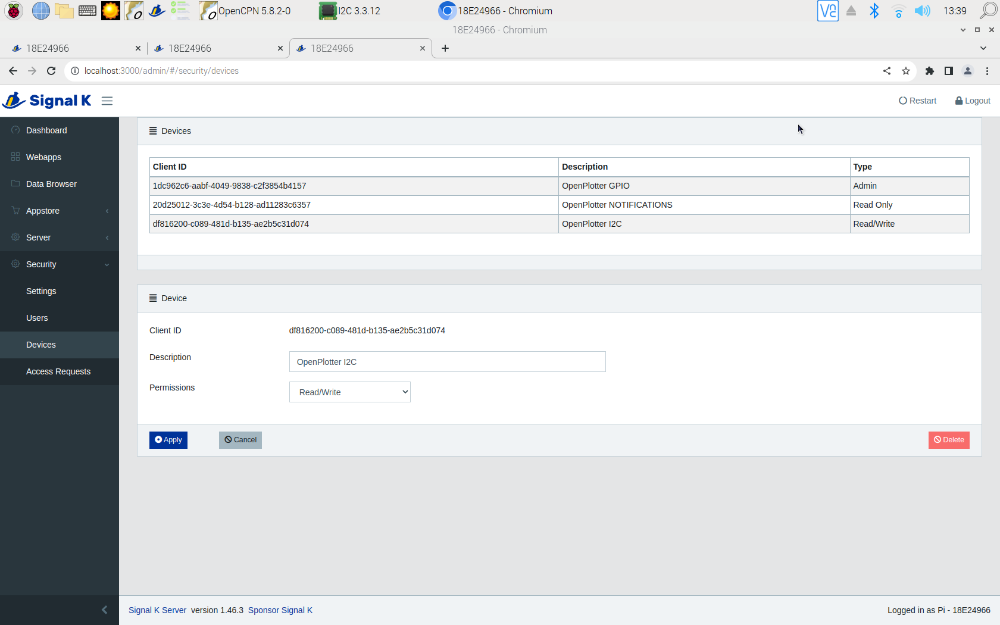 OpenCPN 5.8.2-0 I2C 3.3.12 18E24966 - Chromium 13:39
18E24966 - Chromium
18E24966 18E24966 18E24966
localhost:3000/admin/#/security/devices
Signal K Restart Logout
Dashboard
Webapps
Data Browser
Appstore
Server
Security
Settings
Users
Devices
Access Requests
Devices
Client ID Description Type
1dc962c6-aabf-4049-9838-c2f3854b4157 OpenPlotter GPIO Admin
20d25012-3c3e-4d54-b128-ad11283c6357 OpenPlotter NOTIFICATIONS Read Only
df816200-c089-481d-b135-ae2b5c31d074 OpenPlotter I2C Read/Write
Device
Client ID df816200-c089-481d-b135-ae2b5c31d074
Description OpenPlotter I2C
Permissions Read/Write
Apply Cancel Delete
Signal K Server version 1.46.3 Sponsor Signal K Logged in as Pi - 18E24966